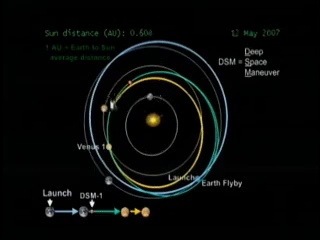 Sun distance (AU): 0.608
12 May 2007
1 AU = Earth to Sun
average distance
Deep
DSM = Space
Maneuver
Venus 1
Launch
Earth Flyby
Launch
DSM-1